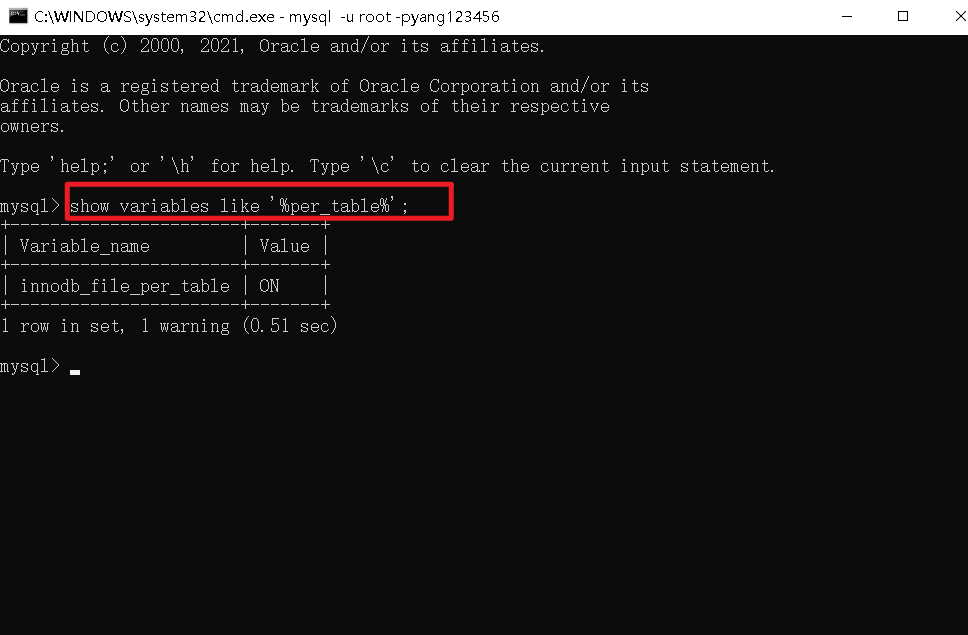 C:\WINDOWS\system32\cmd.exe - mysql  -u root -pyang123456
Copyright (c) 2000, 2021, Oracle and/or its affiliates.
Oracle is a registered trademark of Oracle Corporation and/or its
affiliates. Other names may be trademarks of their respective
owners.
Type 'help;' or '\h' for help. Type '\c' to clear the current input statement.
mysql> show variables like '%per_table%';
+-----------------------+-------+
| Variable_name         | Value |
+-----------------------+-------+
| innodb_file_per_table | ON    |
+-----------------------+-------+
1 row in set, 1 warning (0.51 sec)
mysql>